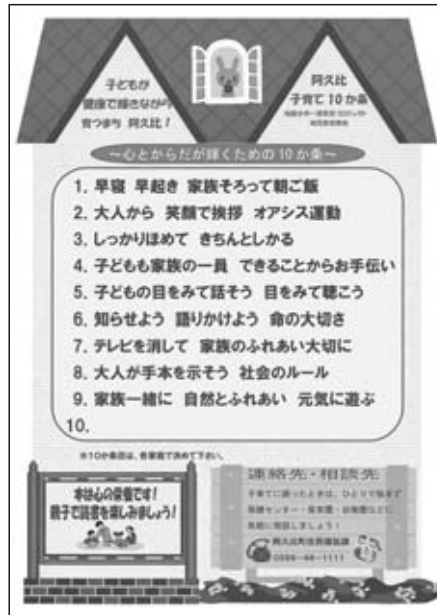 子どもが
健康で輝きながら
育つまち 阿久比！
阿久比
子育て10か条
～心とからだが輝くための10か条～
1. 早寝 早起き 家族そろって朝ご飯
2. 大人から 笑顔で挨拶 オアシス運動
3. しっかりほめて きちんとしかる
4. 子どもも家族の一員 できることからお手伝い
5. 子どもの目をみて話そう 目をみて聴こう
6. 知らせよう 語りかけよう 命の大切さ
7. テレビを消して 家族のふれあい大切に
8. 大人が手本を示そう 社会のルール
9. 家族一緒に 自然とふれあい 元気に遊ぶ
10.
※10か条目は、各家庭で決めて下さい。
本は心の栄養です！
親子で読書を楽しみましょう！
連絡先・相談先
子育てに困ったときは、ひとりで悩まず
保健センター・保育園・幼稚園などに
気軽に相談しましょう！